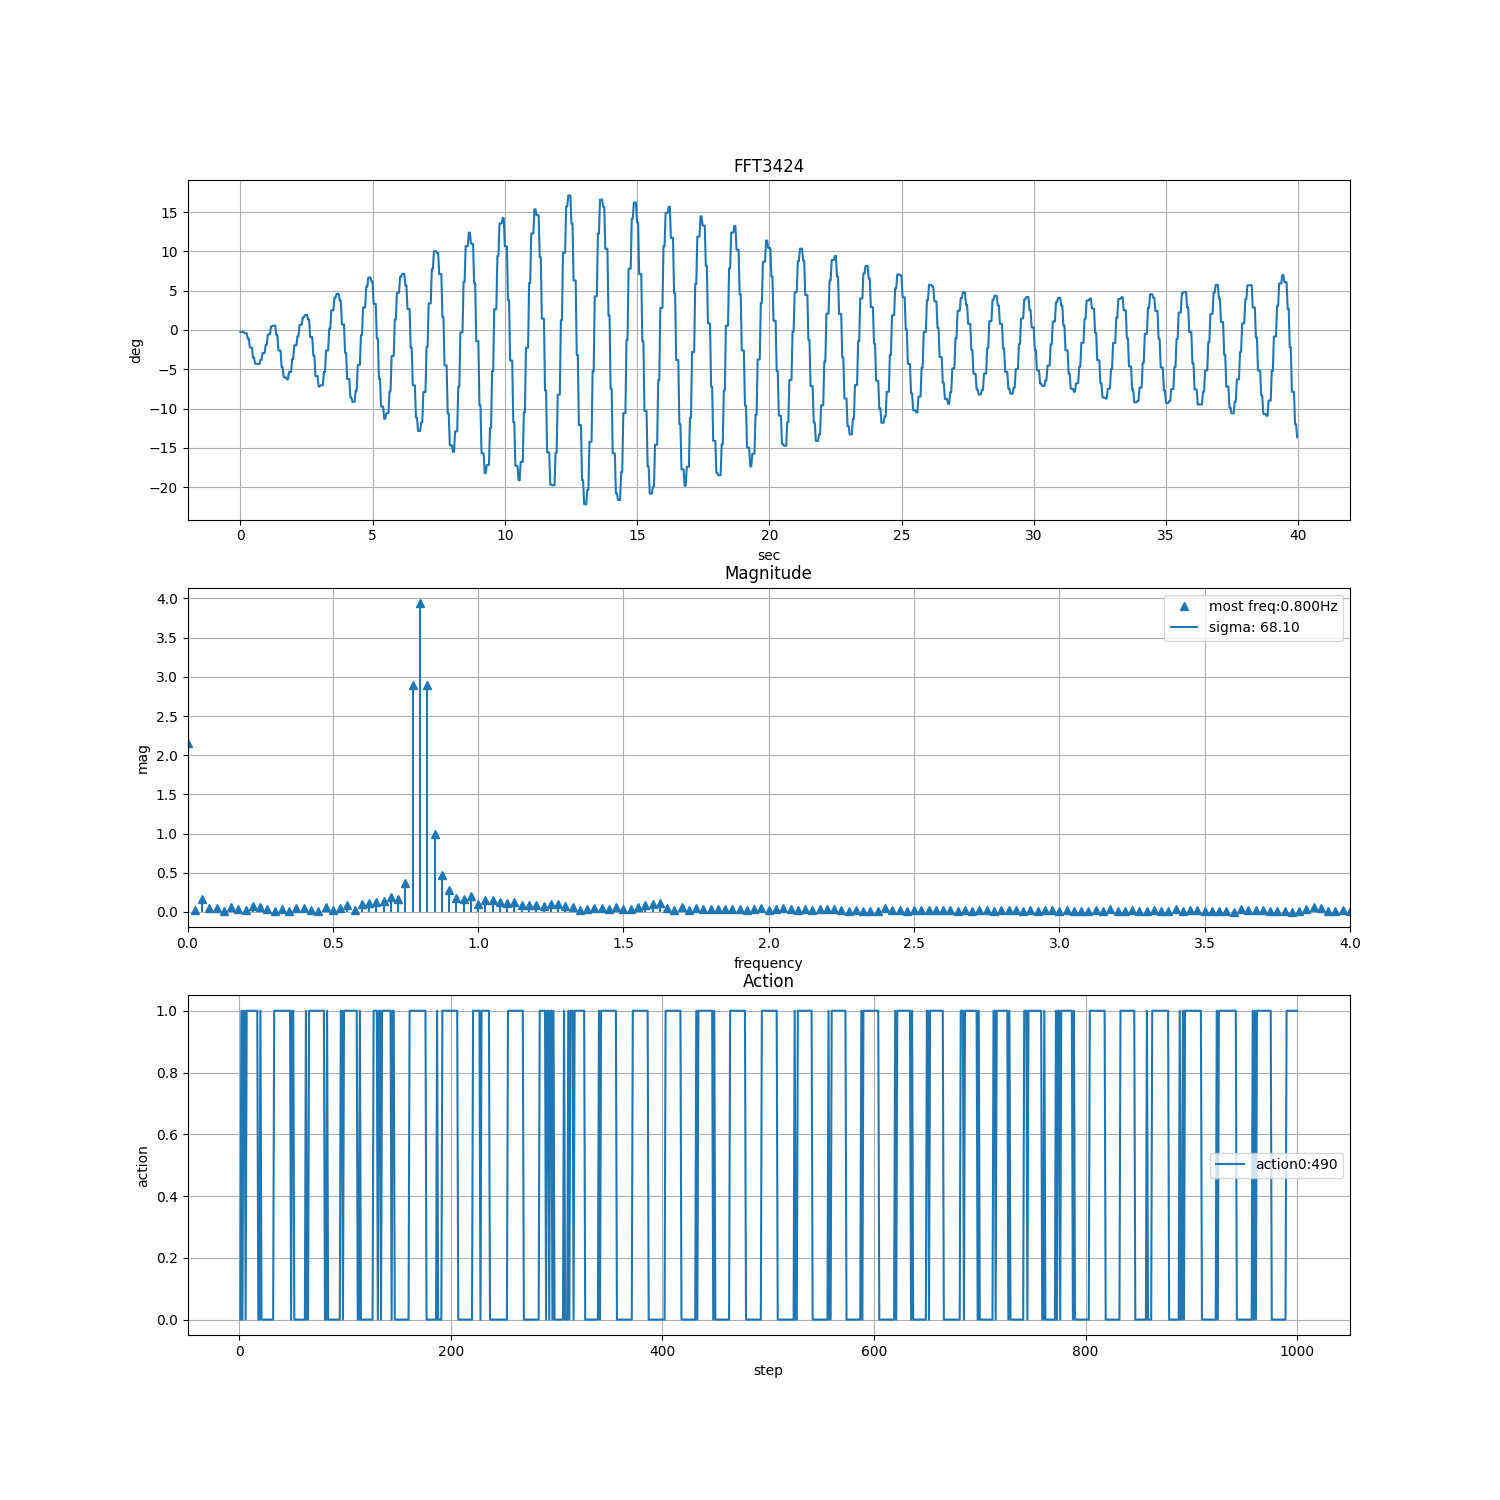 FFT3424
15
10
5
0
−5
−10
−15
−20
deg
0 5 10 15 20 25 30 35 40
sec
Magnitude
4.0
3.5
3.0
2.5
2.0
1.5
1.0
0.5
0.0
mag
most freq:0.800Hz
sigma: 68.10
0.0 0.5 1.0 1.5 2.0 2.5 3.0 3.5 4.0
frequency
Action
1.0
0.8
0.6
0.4
0.2
0.0
action
action0:490
0 200 400 600 800 1000
step